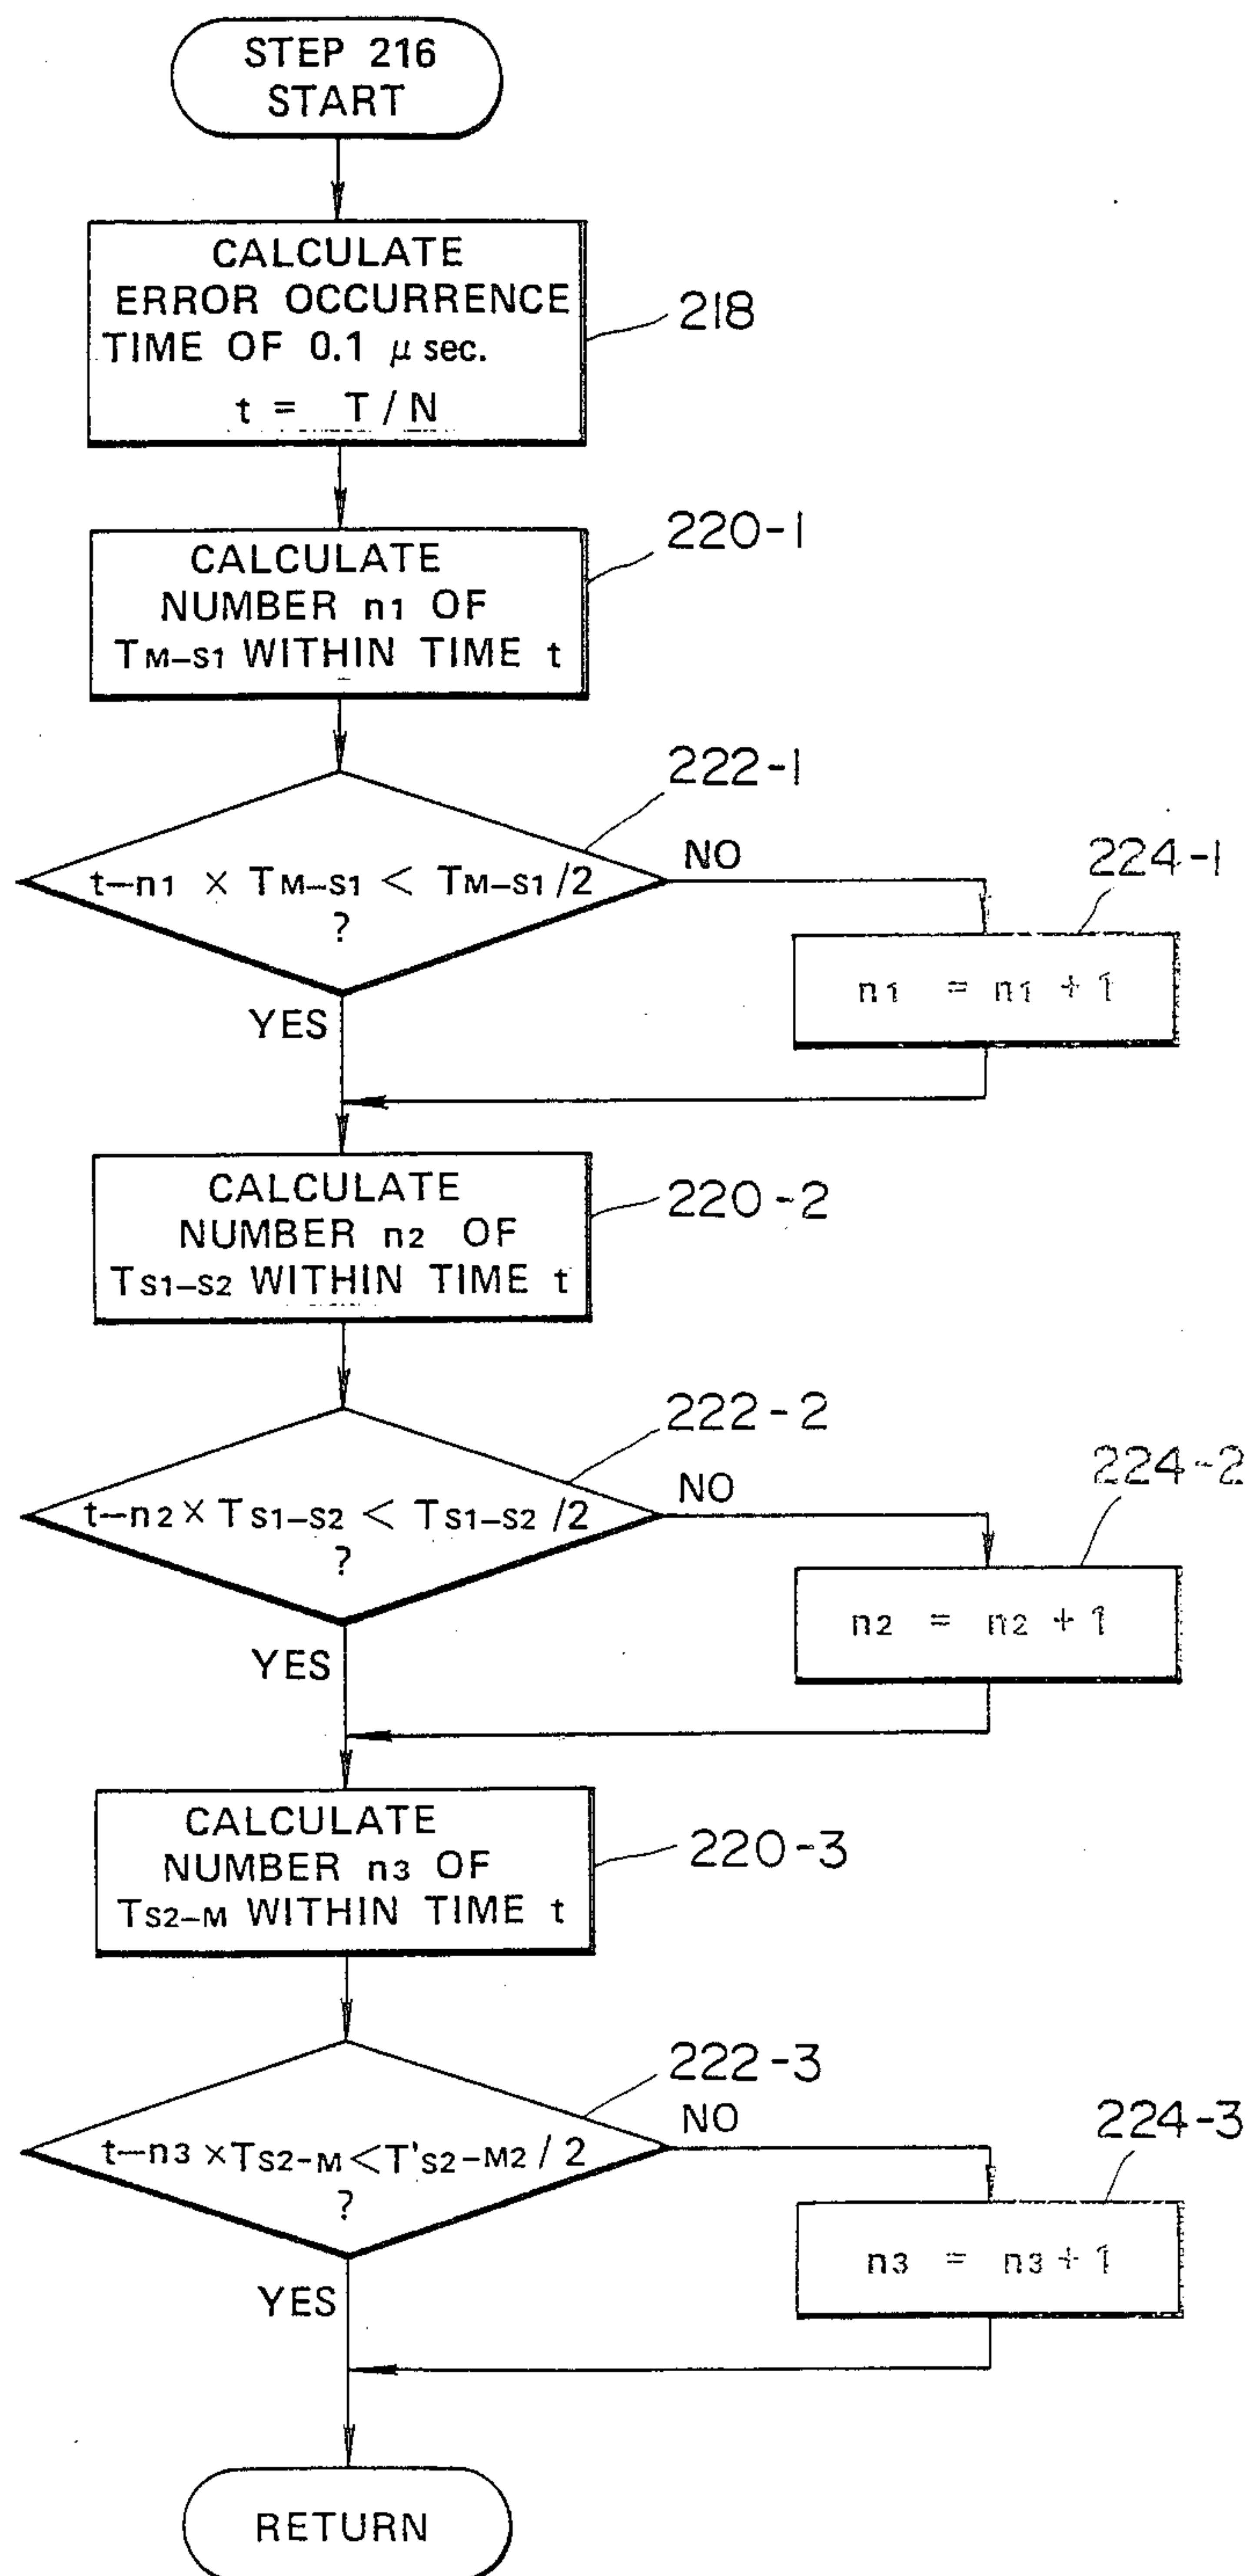 STEP 216
START
CALCULATE
ERROR OCCURRENCE
TIME OF 0.1 μ sec.
t = T / N
218
CALCULATE
NUMBER n1 OF
TM–S1 WITHIN TIME t
220-1
222-1
t–n1 × TM–S1 < TM–S1/2
?
NO
YES
224-1
n1 = n1 + 1
CALCULATE
NUMBER n2 OF
TS1–S2 WITHIN TIME t
220-2
222-2
t–n2 × TS1–S2 < TS1–S2 /2
?
NO
YES
224-2
n2 = n2 + 1
CALCULATE
NUMBER n3 OF
TS2–M WITHIN TIME t
220-3
222-3
t–n3 × TS2-M < T'S2-M2 / 2
?
NO
YES
224-3
n3 = n3 + 1
RETURN